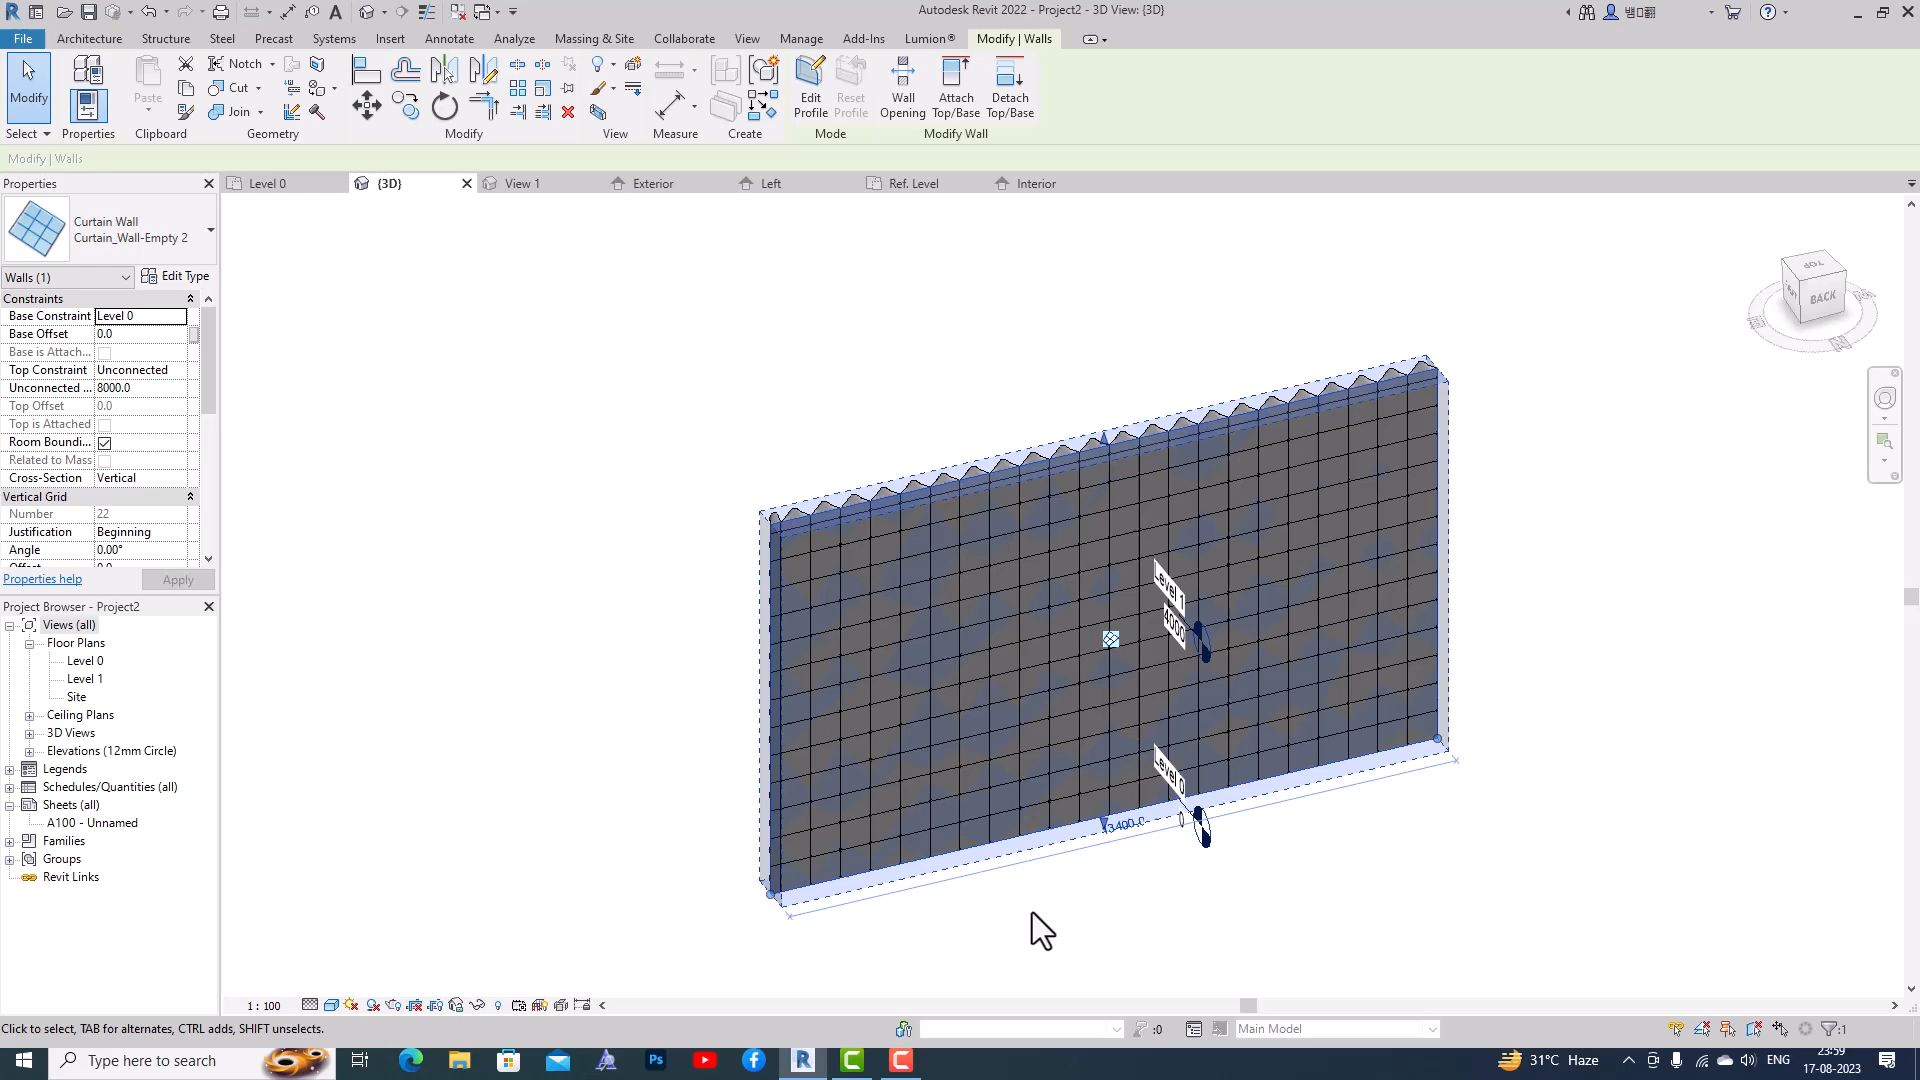 Autodesk Revit 2022 - Project2 - 3D View: {3D}
File Architecture Structure Steel Precast Systems Insert Annotate Analyze Massing & Site Collaborate View Manage Add-Ins Lumion® Modify | Walls
Modify Paste Notch Cut Join Edit Profile Reset Profile Wall Opening Attach Top/Base Detach Top/Base
Select Properties Clipboard Geometry Modify View Measure Create Mode Modify Wall
Modify | Walls
Properties Level 0 {3D} View 1 Exterior Left Ref. Level Interior
Curtain Wall
Curtain_Wall-Empty 2
Walls (1) Edit Type
Constraints
Base Constraint Level 0
Base Offset 0.0
Base is Attach...
Top Constraint Unconnected
Unconnected ... 8000.0
Top Offset 0.0
Top is Attached
Room Boundi...
Related to Mass
Cross-Section Vertical
Vertical Grid
Number 22
Justification Beginning
Angle 0.00°
Properties help Apply
Project Browser - Project2
Views (all)
Floor Plans
Level 0
Level 1
Site
Ceiling Plans
3D Views
Elevations (12mm Circle)
Legends
Schedules/Quantities (all)
Sheets (all)
A100 - Unnamed
Families
Groups
Revit Links
TOP
BACK
Level 1
4000
Level 0
0
1 : 100
Click to select, TAB for alternates, CTRL adds, SHIFT unselects.
:0 Main Model :1
Type here to search
31°C Haze ENG 23:59
17-08-2023